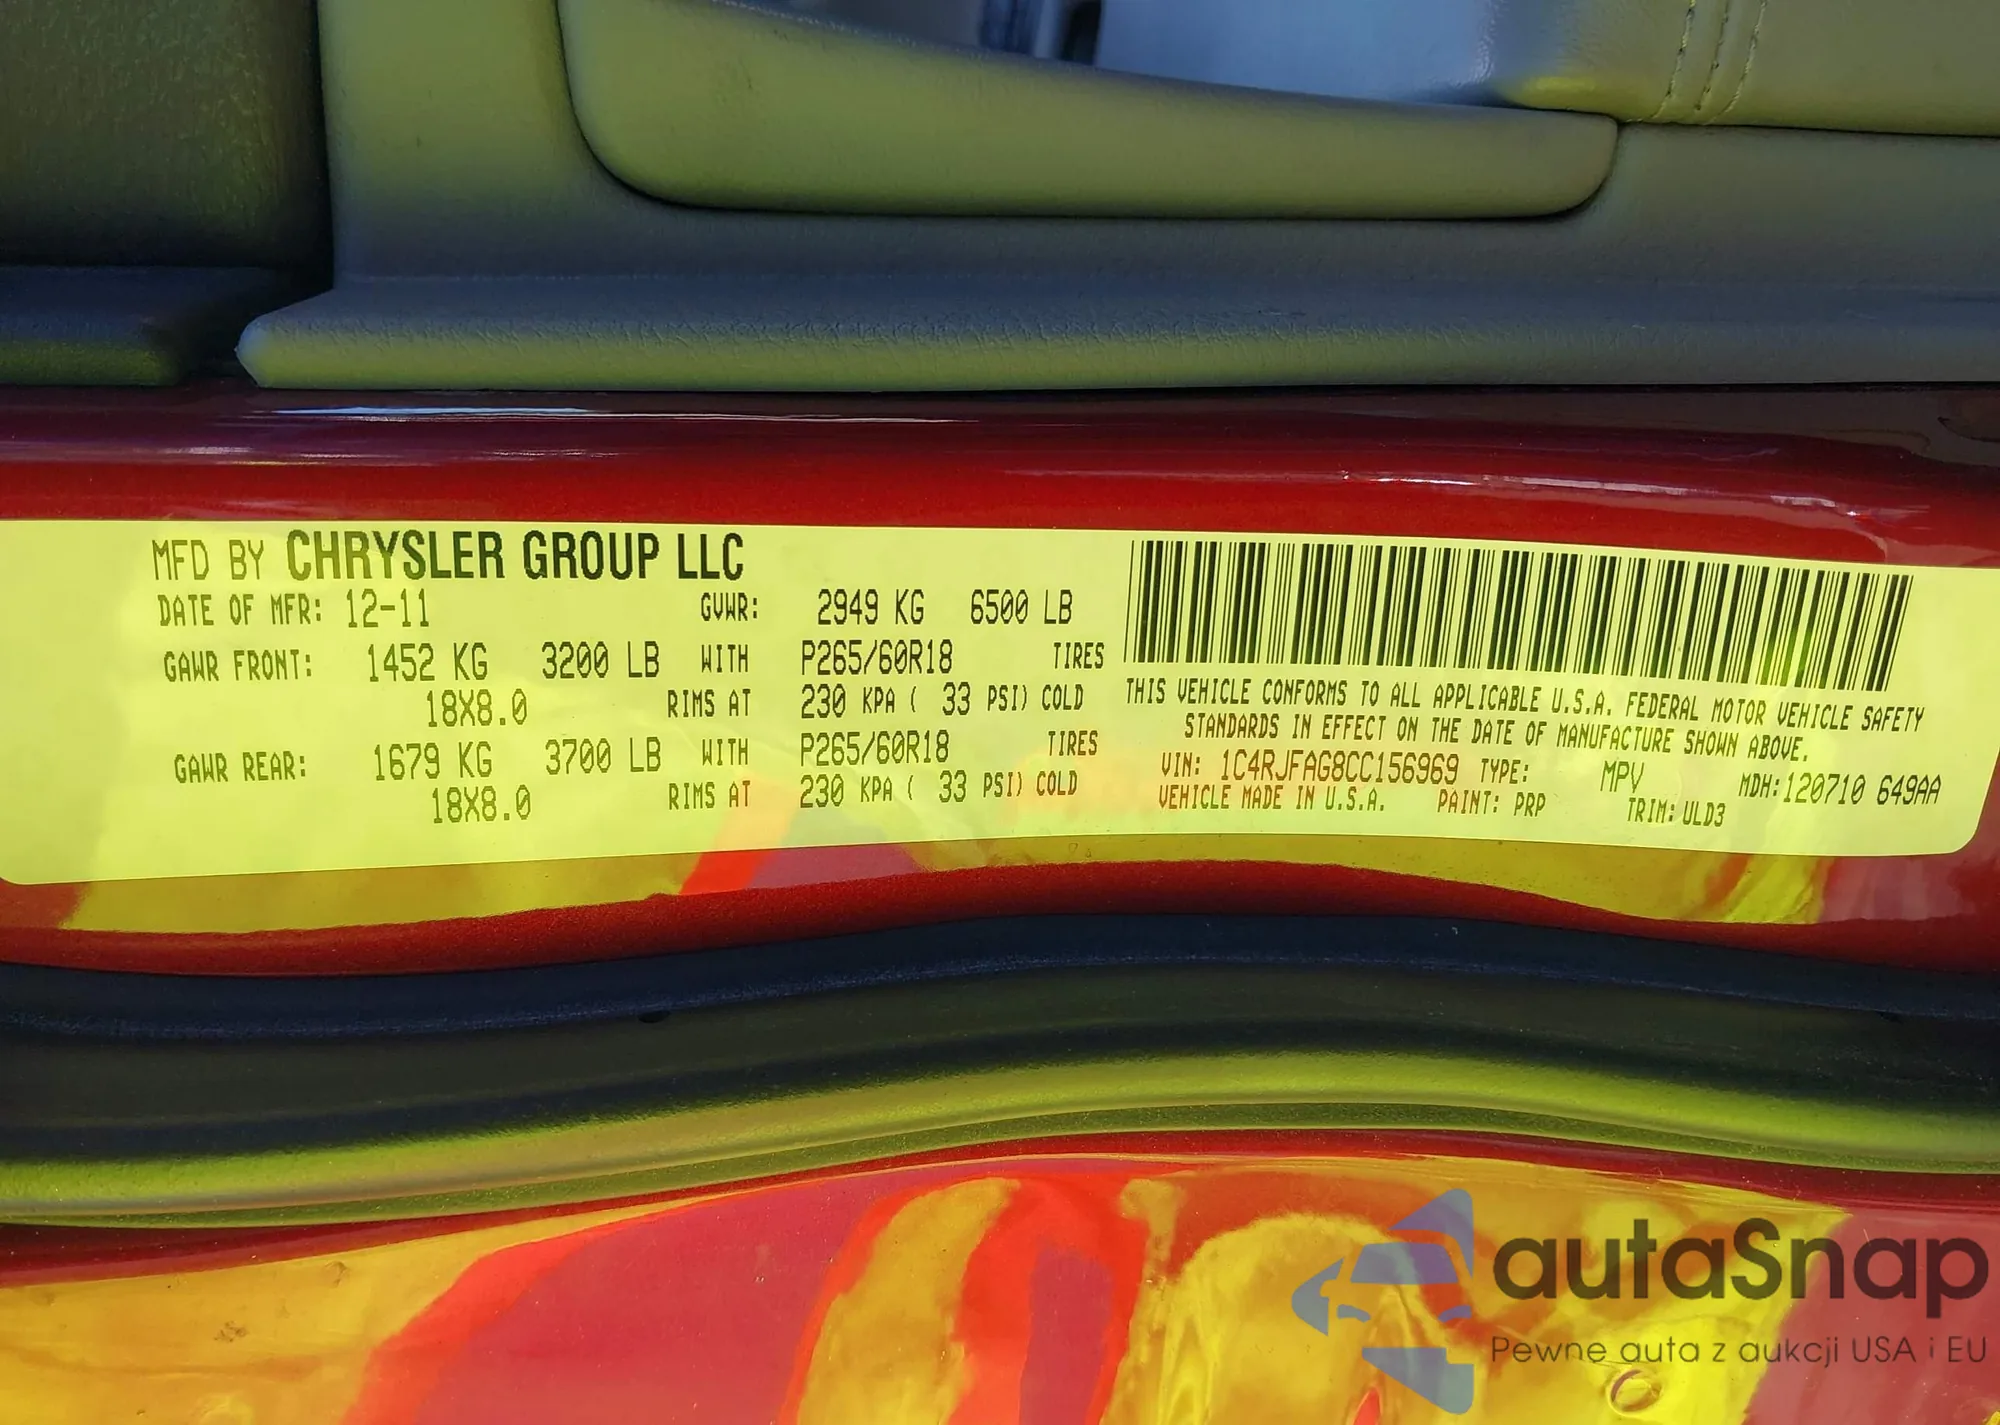 MFD BY CHRYSLER GROUP LLC
DATE OF MFR: 12-11 GVWR: 2949 KG 6500 LB
GAWR FRONT: 1452 KG 3200 LB WITH P265/60R18 TIRES
18X8.0 RIMS AT 230 KPA ( 33 PSI) COLD
GAWR REAR: 1679 KG 3700 LB WITH P265/60R18 TIRES
18X8.0 RIMS AT 230 KPA ( 33 PSI) COLD
THIS VEHICLE CONFORMS TO ALL APPLICABLE U.S.A. FEDERAL MOTOR VEHICLE SAFETY
STANDARDS IN EFFECT ON THE DATE OF MANUFACTURE SHOWN ABOVE.
VIN: 1C4RJFAG8CC156969 TYPE: MPV MDH: 120710 649AA
VEHICLE MADE IN U.S.A. PAINT: PRP TRIM: ULD3
autaSnap
Pewne auta z aukcji USA i EU